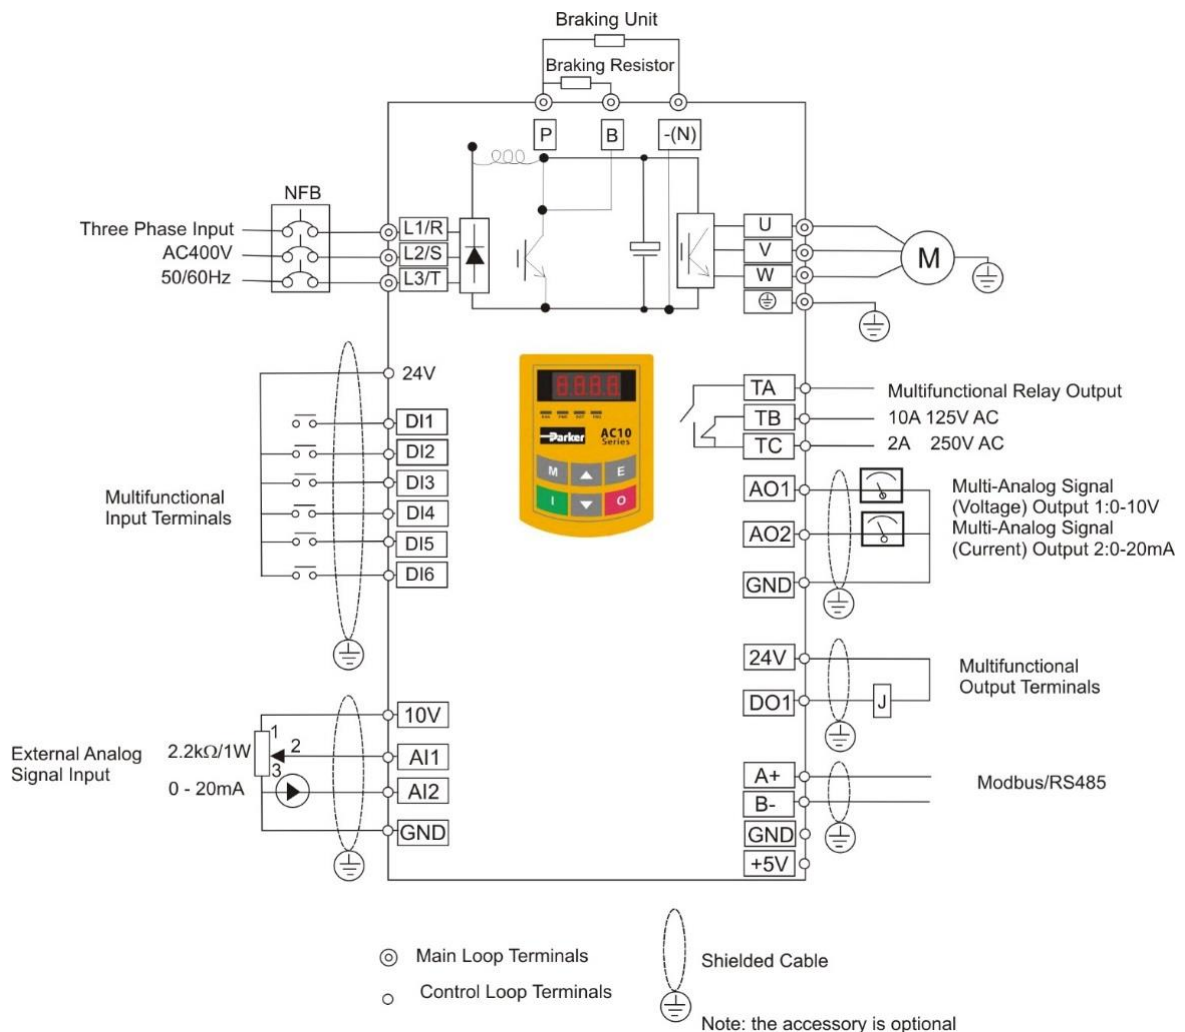 Braking Unit
Braking Resistor
P
B
-(N)
NFB
Three Phase Input
AC400V
50/60Hz
L1/R
L2/S
L3/T
U
V
W
M
24V
DI1
DI2
DI3
DI4
DI5
DI6
Multifunctional
Input Terminals
8.8.8.8.
Parker
AC10
Series
M
E
I
O
TA
TB
TC
Multifunctional Relay Output
10A 125V AC
2A 250V AC
AO1
AO2
GND
Multi-Analog Signal
(Voltage) Output 1:0-10V
Multi-Analog Signal
(Current) Output 2:0-20mA
24V
DO1
J
Multifunctional
Output Terminals
External Analog
Signal Input
2.2kΩ/1W
0 - 20mA
1
2
3
10V
AI1
AI2
GND
A+
B-
GND
+5V
Modbus/RS485
Main Loop Terminals
Control Loop Terminals
Shielded Cable
Note: the accessory is optional